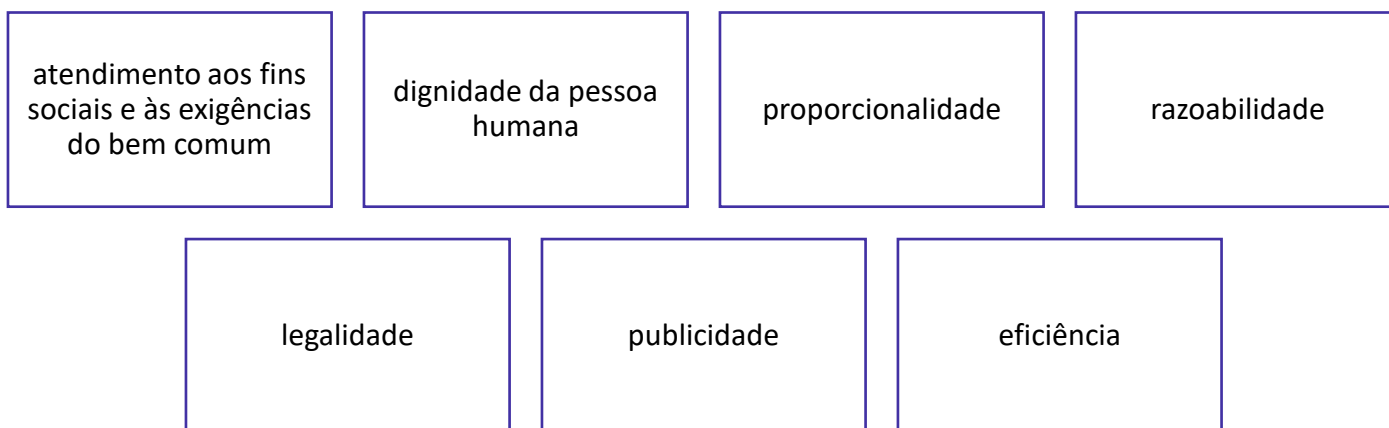 atendimento aos fins
sociais e às exigências
do bem comum
dignidade da pessoa
humana
proporcionalidade
razoabilidade
legalidade
publicidade
eficiência